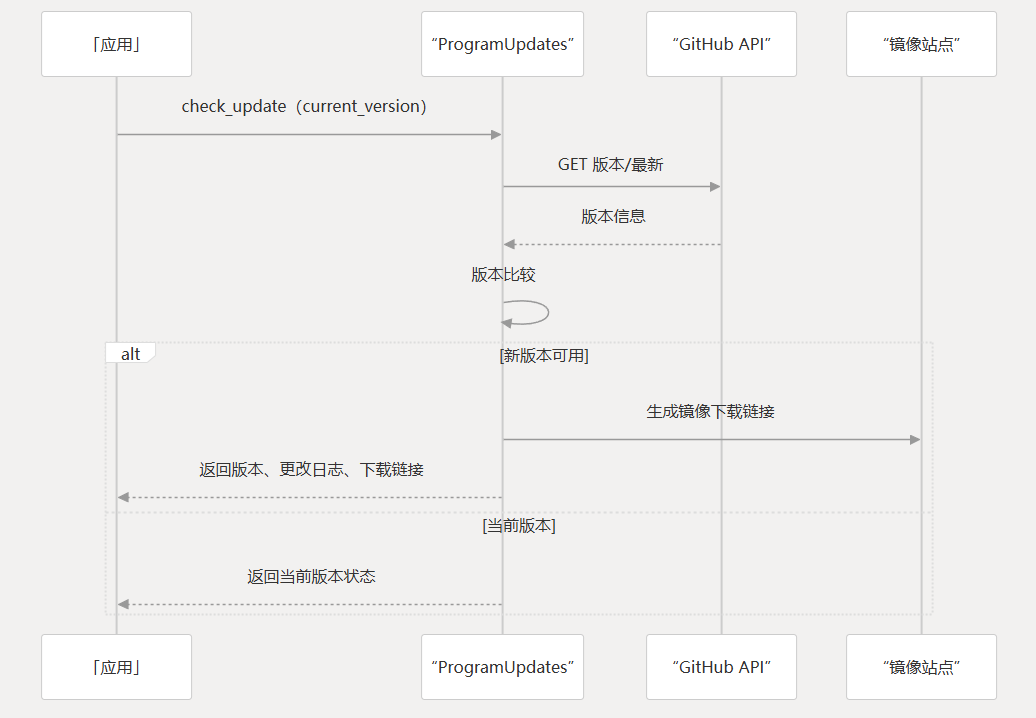 「应用」
“ProgramUpdates”
“GitHub API”
“镜像站点”
check_update（current_version）
GET 版本/最新
版本信息
版本比较
alt
[新版本可用]
生成镜像下载链接
返回版本、更改日志、下载链接
[当前版本]
返回当前版本状态
「应用」
“ProgramUpdates”
“GitHub API”
“镜像站点”